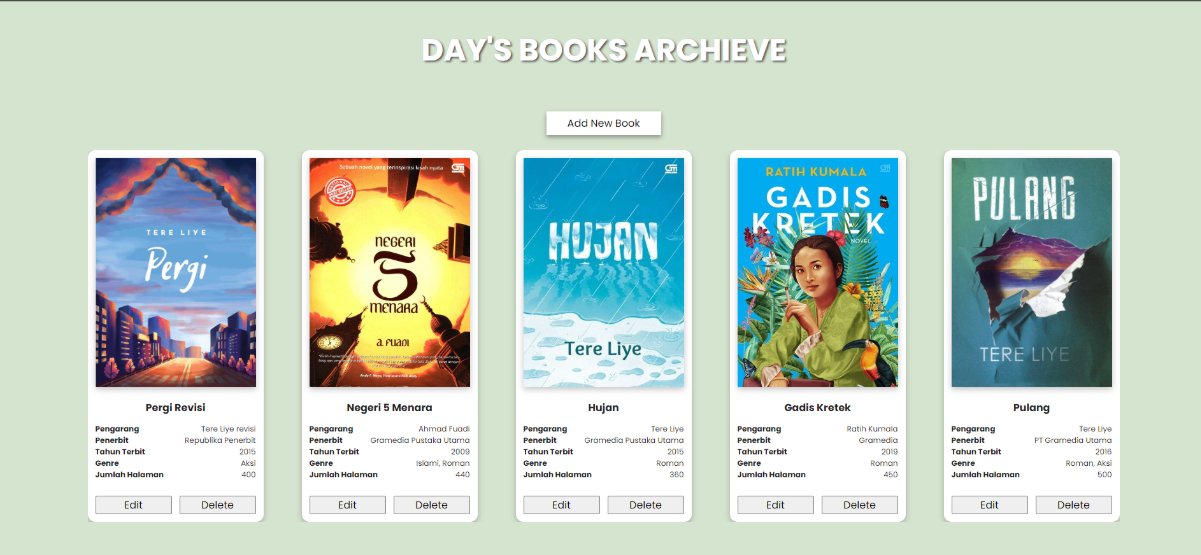 DAY'S BOOKS ARCHIEVE
Add New Book
TERE LIYE
Pergi
Pergi Revisi
Pengarang Tere Liye revisi
Penerbit Republika Penerbit
Tahun Terbit 2015
Genre Aksi
Jumlah Halaman 400
Edit Delete
Sebuah novel yang terinspirasi kisah nyata
NEGERI
5
MENARA
A. FUADI
Negeri 5 Menara
Pengarang Ahmad Fuadi
Penerbit Gramedia Pustaka Utama
Tahun Terbit 2009
Genre Islami, Roman
Jumlah Halaman 440
Edit Delete
HUJAN
Tere Liye
Hujan
Pengarang Tere Liye
Penerbit Gramedia Pustaka Utama
Tahun Terbit 2015
Genre Roman
Jumlah Halaman 360
Edit Delete
RATIH KUMALA
GADIS
KRETEK
NOVEL
Gadis Kretek
Pengarang Ratih Kumala
Penerbit Gramedia
Tahun Terbit 2019
Genre Roman
Jumlah Halaman 450
Edit Delete
PULANG
TERE LIYE
Pulang
Pengarang Tere Liye
Penerbit PT Gramedia Utama
Tahun Terbit 2016
Genre Roman, Aksi
Jumlah Halaman 500
Edit Delete